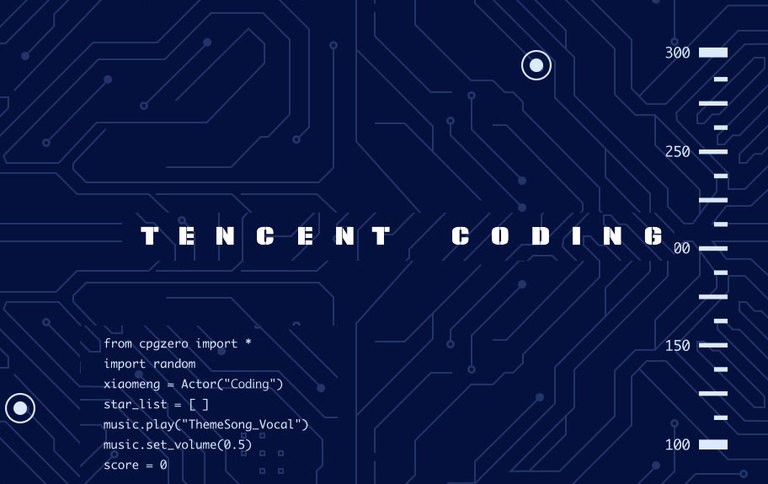 300
250
TENCENT CODING
00
150
100
from cpgzero import *
import random
xiaomeng = Actor("Coding")
star_list = [ ]
music.play("ThemeSong_Vocal")
music.set_volume(0.5)
score = 0